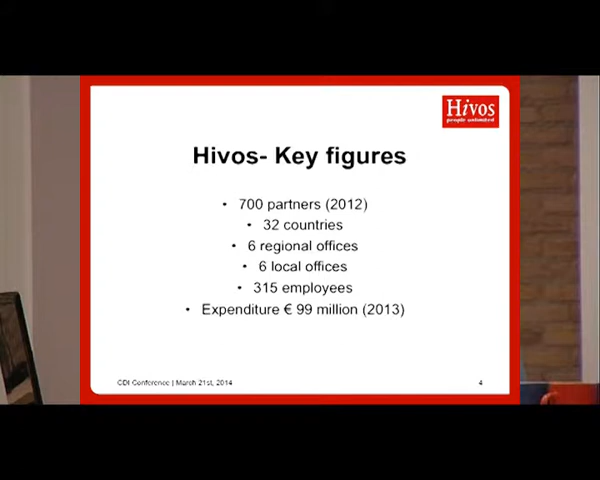 Hivos
people unlimited
Hivos- Key figures
• 700 partners (2012)
• 32 countries
• 6 regional offices
• 6 local offices
• 315 employees
• Expenditure € 99 million (2013)
CDI Conference | March 21st, 2014
4